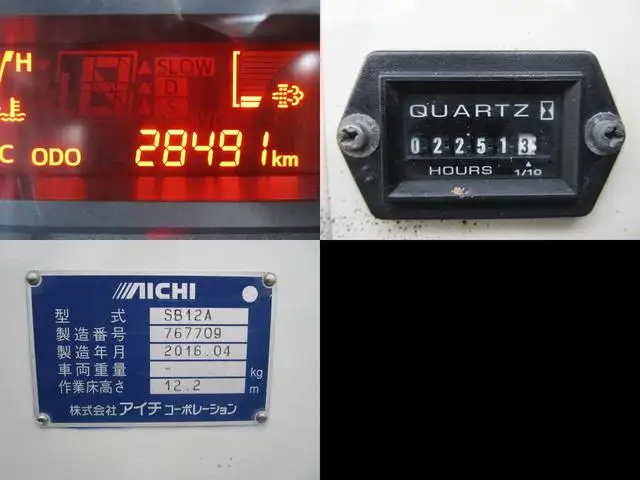 H
SLOW
D
S
C ODO 28491km
QUARTZ
022513
HOURS 1/10
AICHI
型式 SB12A
製造番号 767709
製造年月 2016.04
車両重量 - kg
作業床高さ 12.2 m
株式会社アイチコーポレーション